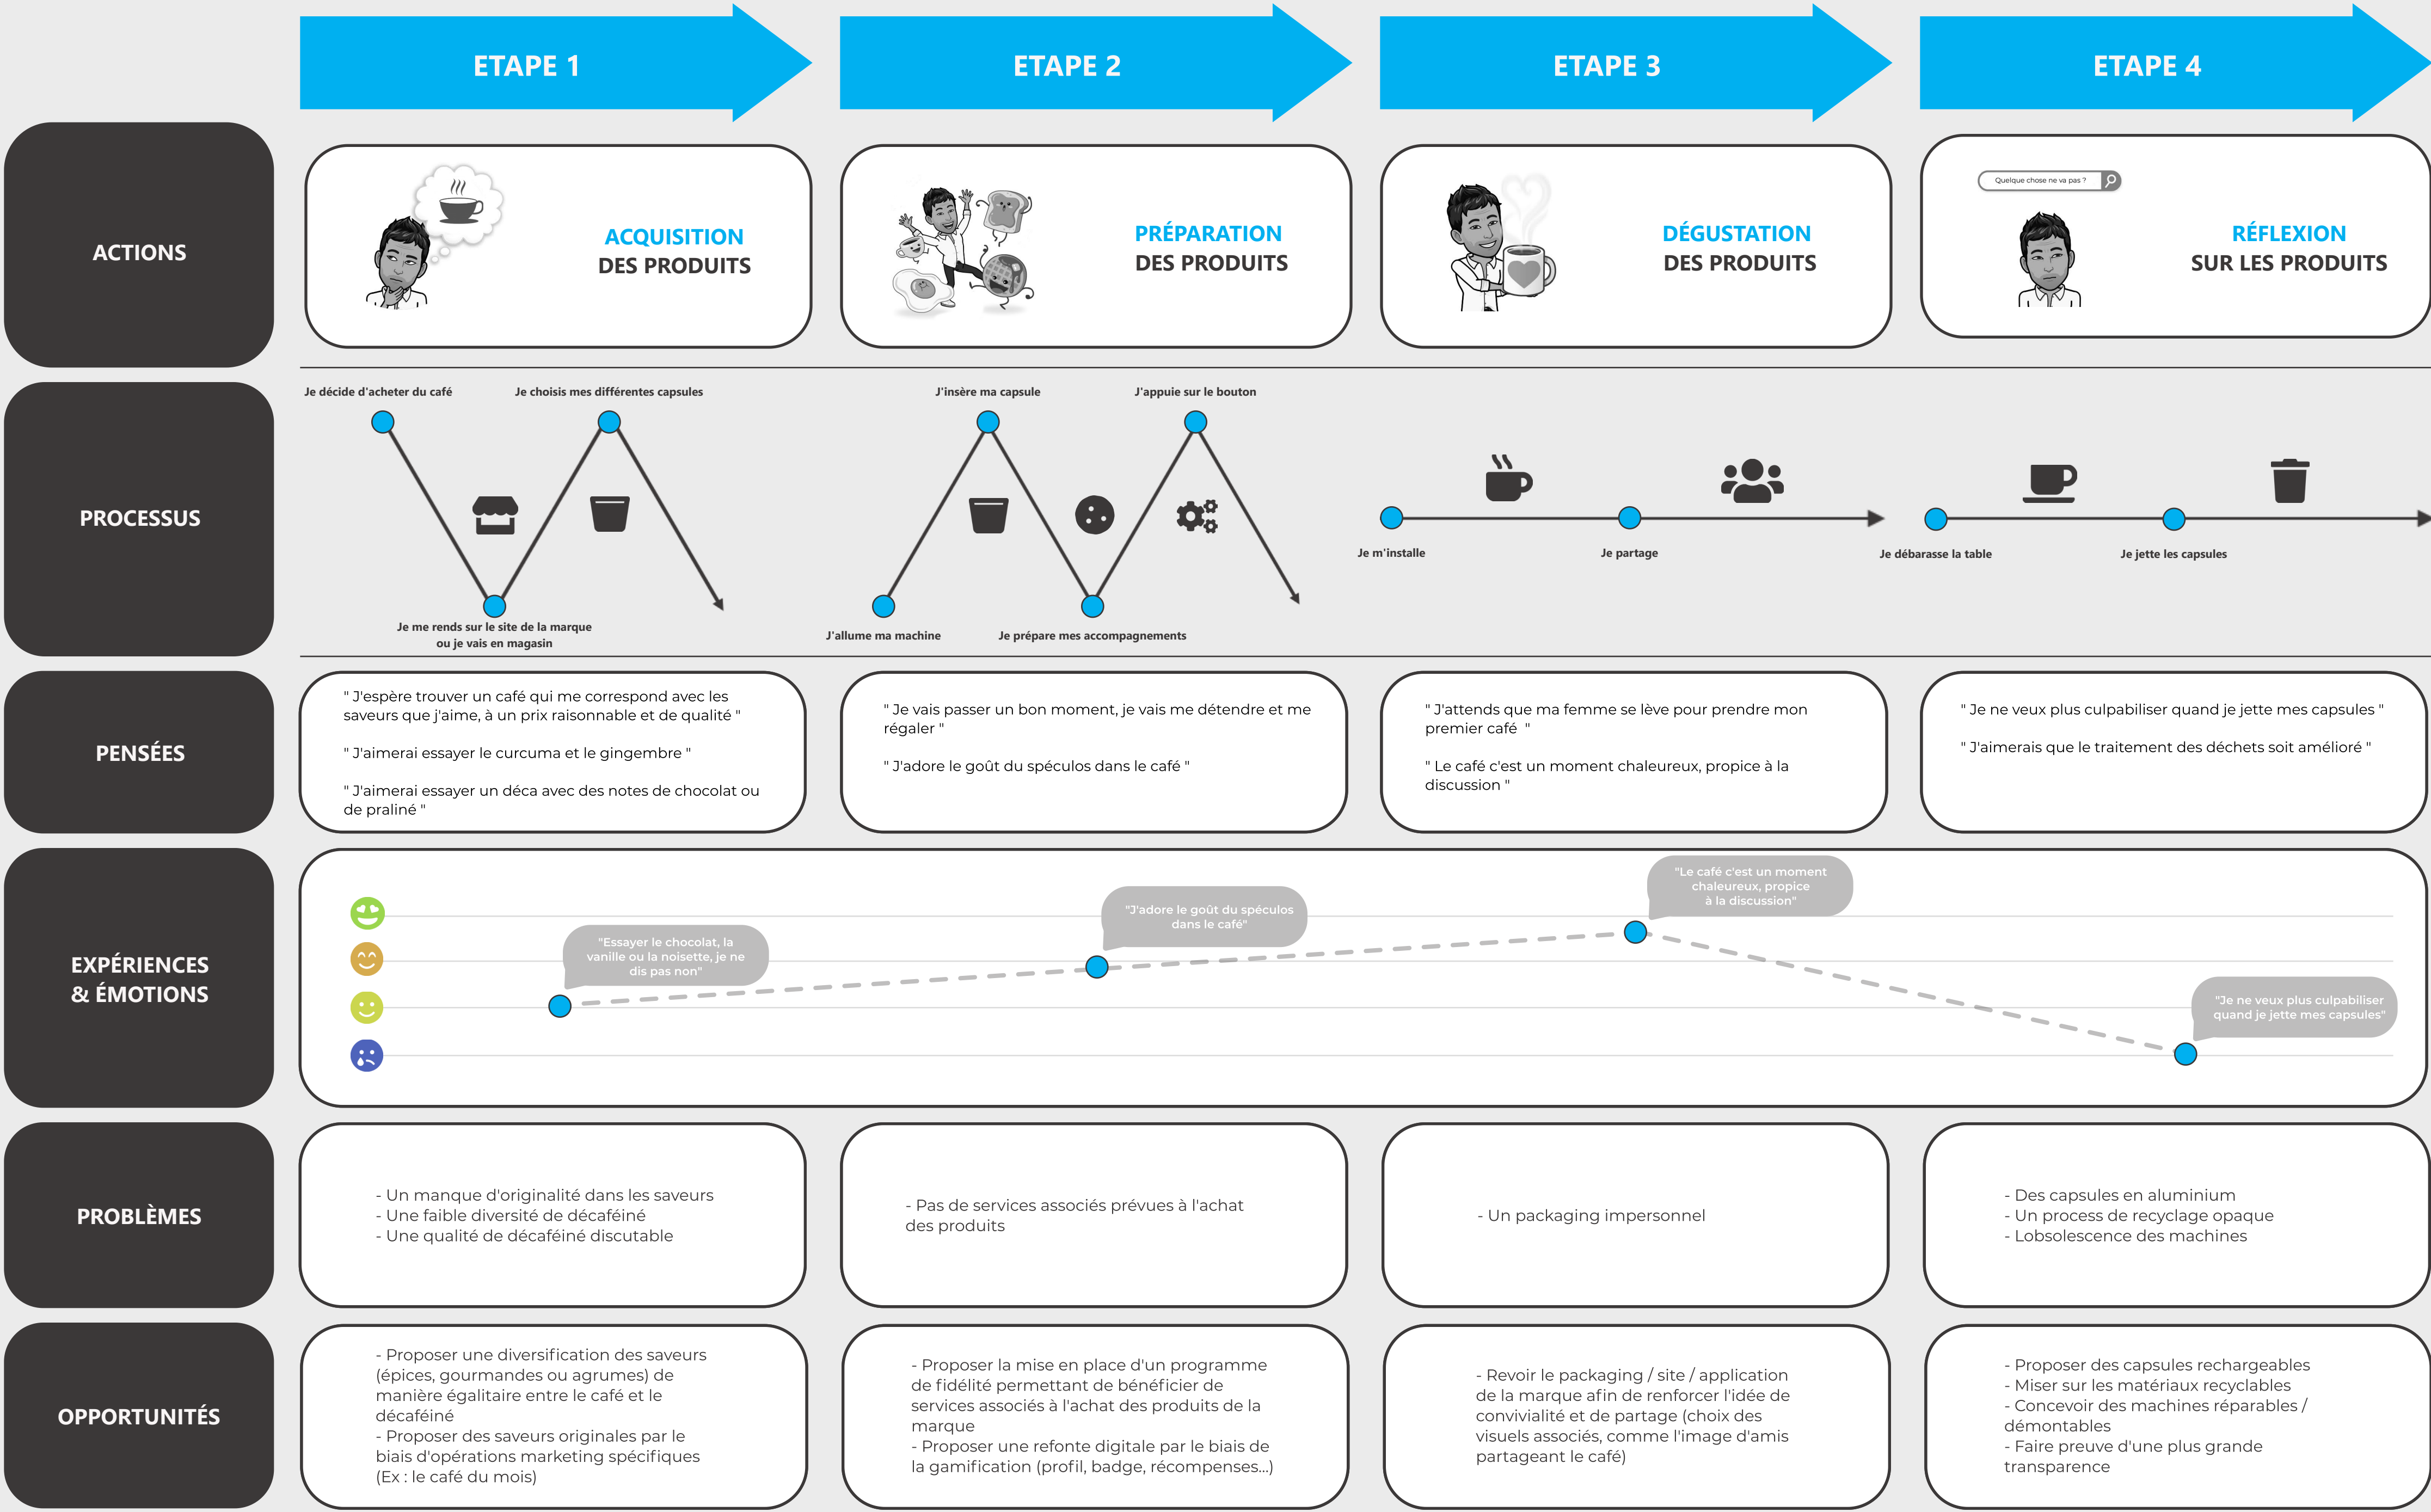 ETAPE 1
ETAPE 2
ETAPE 3
ETAPE 4
ACTIONS
ACQUISITION
DES PRODUITS
PRÉPARATION
DES PRODUITS
DÉGUSTATION
DES PRODUITS
Quelque chose ne va pas ?
RÉFLEXION
SUR LES PRODUITS
PROCESSUS
Je décide d'acheter du café
Je choisis mes différentes capsules
Je me rends sur le site de la marque
ou je vais en magasin
J'insère ma capsule
J'appuie sur le bouton
J'allume ma machine
Je prépare mes accompagnements
Je m'installe
Je partage
Je débarasse la table
Je jette les capsules
PENSÉES
" J'espère trouver un café qui me correspond avec les
saveurs que j'aime, à un prix raisonnable et de qualité "
" J'aimerai essayer le curcuma et le gingembre "
" J'aimerai essayer un déca avec des notes de chocolat ou
de praliné "
" Je vais passer un bon moment, je vais me détendre et me
régaler "
" J'adore le goût du spéculos dans le café "
" J'attends que ma femme se lève pour prendre mon
premier café "
" Le café c'est un moment chaleureux, propice à la
discussion "
" Je ne veux plus culpabiliser quand je jette mes capsules "
" J'aimerais que le traitement des déchets soit amélioré "
EXPÉRIENCES
& ÉMOTIONS
"Essayer le chocolat, la
vanille ou la noisette, je ne
dis pas non"
"J'adore le goût du spéculos
dans le café"
"Le café c'est un moment
chaleureux, propice
à la discussion"
"Je ne veux plus culpabiliser
quand je jette mes capsules"
PROBLÈMES
- Un manque d'originalité dans les saveurs
- Une faible diversité de décaféiné
- Une qualité de décaféiné discutable
- Pas de services associés prévues à l'achat
des produits
- Un packaging impersonnel
- Des capsules en aluminium
- Un process de recyclage opaque
- Lobsolescence des machines
OPPORTUNITÉS
- Proposer une diversification des saveurs
(épices, gourmandes ou agrumes) de
manière égalitaire entre le café et le
décaféiné
- Proposer des saveurs originales par le
biais d'opérations marketing spécifiques
(Ex : le café du mois)
- Proposer la mise en place d'un programme
de fidélité permettant de bénéficier de
services associés à l'achat des produits de la
marque
- Proposer une refonte digitale par le biais de
la gamification (profil, badge, récompenses...)
- Revoir le packaging / site / application
de la marque afin de renforcer l'idée de
convivialité et de partage (choix des
visuels associés, comme l'image d'amis
partageant le café)
- Proposer des capsules rechargeables
- Miser sur les matériaux recyclables
- Concevoir des machines réparables /
démontables
- Faire preuve d'une plus grande
transparence